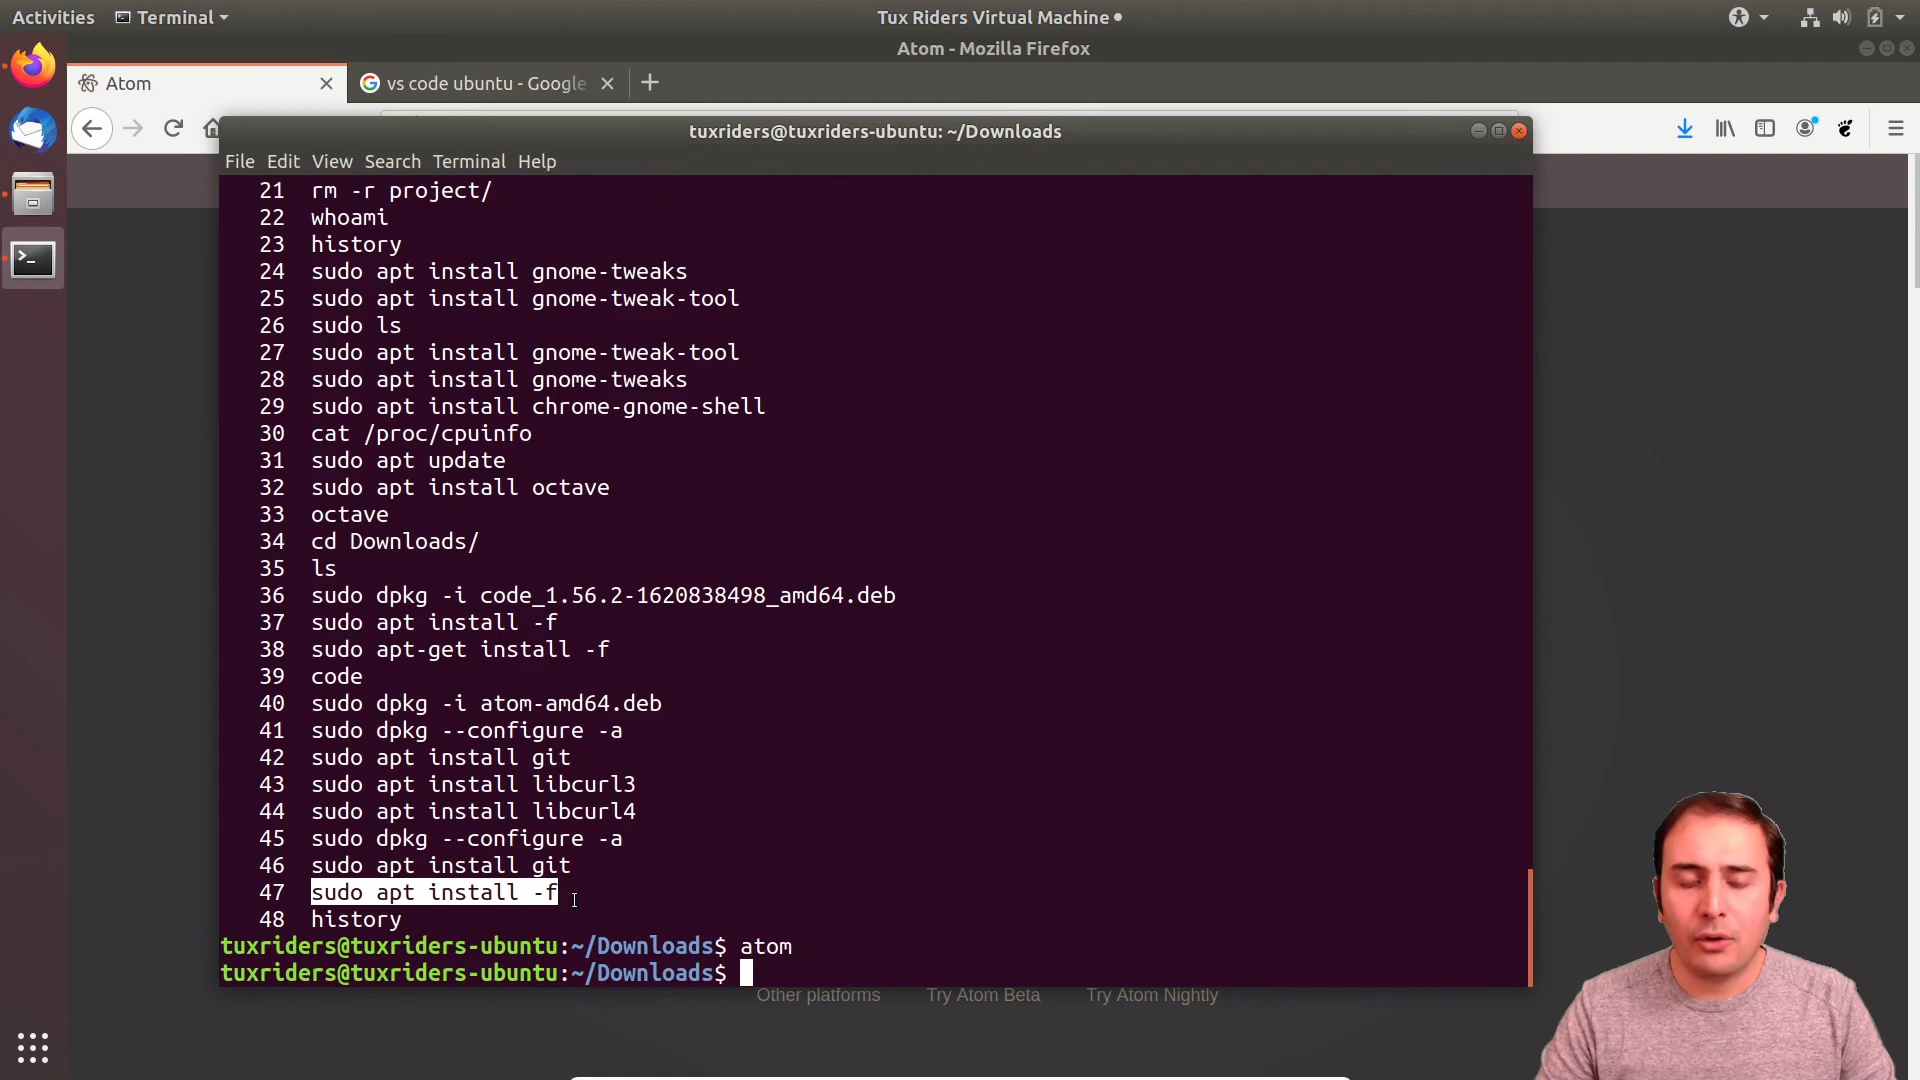 Activities Terminal Tux Riders Virtual Machine
Atom - Mozilla Firefox
Atom vs code ubuntu - Google
tuxriders@tuxriders-ubuntu: ~/Downloads
File Edit View Search Terminal Help
21 rm -r project/
22 whoami
23 history
24 sudo apt install gnome-tweaks
25 sudo apt install gnome-tweak-tool
26 sudo ls
27 sudo apt install gnome-tweak-tool
28 sudo apt install gnome-tweaks
29 sudo apt install chrome-gnome-shell
30 cat /proc/cpuinfo
31 sudo apt update
32 sudo apt install octave
33 octave
34 cd Downloads/
35 ls
36 sudo dpkg -i code_1.56.2-1620838498_amd64.deb
37 sudo apt install -f
38 sudo apt-get install -f
39 code
40 sudo dpkg -i atom-amd64.deb
41 sudo dpkg --configure -a
42 sudo apt install git
43 sudo apt install libcurl3
44 sudo apt install libcurl4
45 sudo dpkg --configure -a
46 sudo apt install git
47 sudo apt install -f
48 history
tuxriders@tuxriders-ubuntu:~/Downloads$ atom
tuxriders@tuxriders-ubuntu:~/Downloads$
Other platforms Try Atom Beta Try Atom Nightly